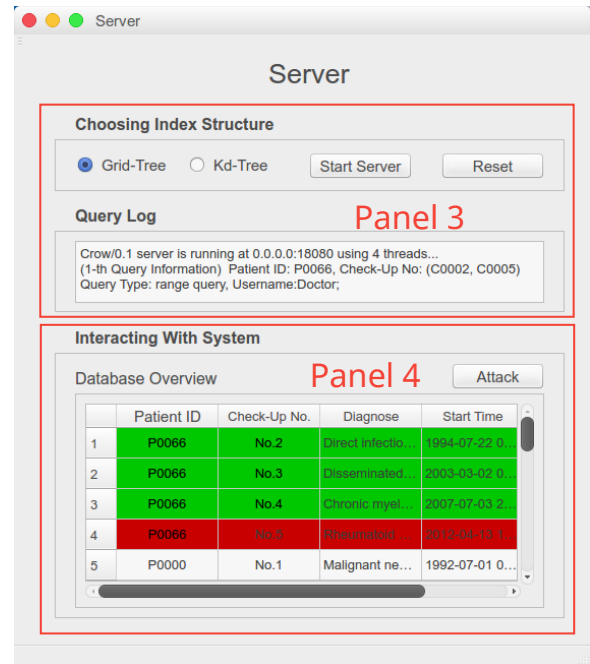 Server
Server
Choosing Index Structure
Grid-Tree Kd-Tree Start Server Reset
Query Log Panel 3
Crow/0.1 server is running at 0.0.0.0:18080 using 4 threads...
(1-th Query Information) Patient ID: P0066, Check-Up No: (C0002, C0005)
Query Type: range query, Username:Doctor;
Interacting With System
Database Overview Panel 4 Attack
Patient ID Check-Up No. Diagnose Start Time
1 P0066 No.2 Direct infectio... 1994-07-22 0...
2 P0066 No.3 Disseminated... 2003-03-02 0...
3 P0066 No.4 Chronic myel... 2007-07-03 2...
4 P0066 No.5 Rheumatoid ... 2012-04-13 1...
5 P0000 No.1 Malignant ne... 1992-07-01 0...